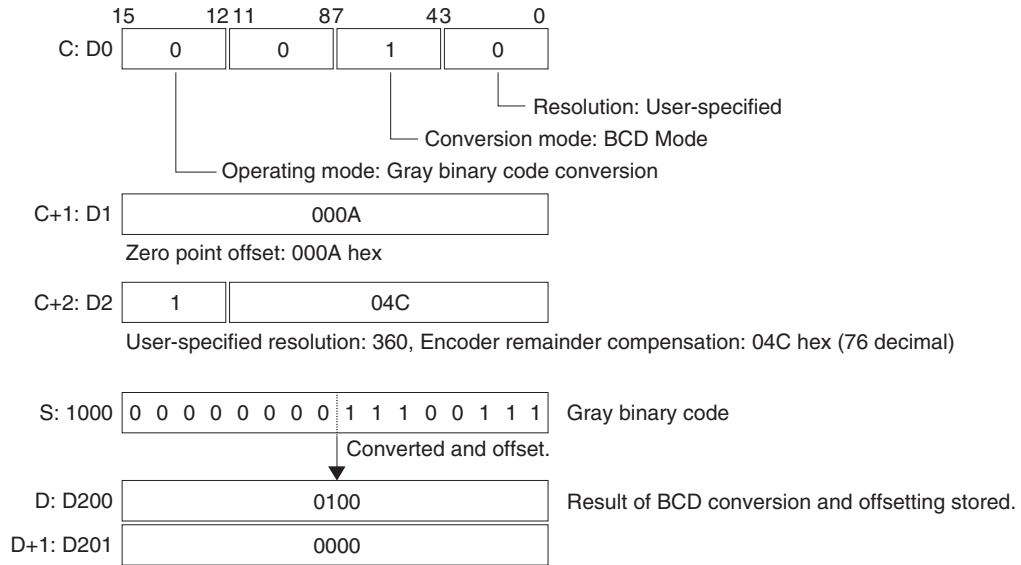 15 12 11 8 7 4 3 0
C: D0 0 0 1 0
Resolution: User-specified
Conversion mode: BCD Mode
Operating mode: Gray binary code conversion
C+1: D1 000A
Zero point offset: 000A hex
C+2: D2 1 04C
User-specified resolution: 360, Encoder remainder compensation: 04C hex (76 decimal)
S: 1000 0 0 0 0 0 0 0 0 1 1 1 0 0 1 1 1 Gray binary code
Converted and offset.
D: D200 0100 Result of BCD conversion and offsetting stored.
D+1: D201 0000